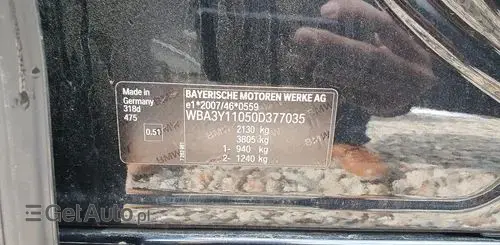 Made in
Germany
318d
475
0.51
BAYERISCHE MOTOREN WERKE AG
e1*2007/46*0559
WBA3Y11050D377035
2130 kg
3805 kg
1- 940 kg
2- 1240 kg
GetAuto.pl